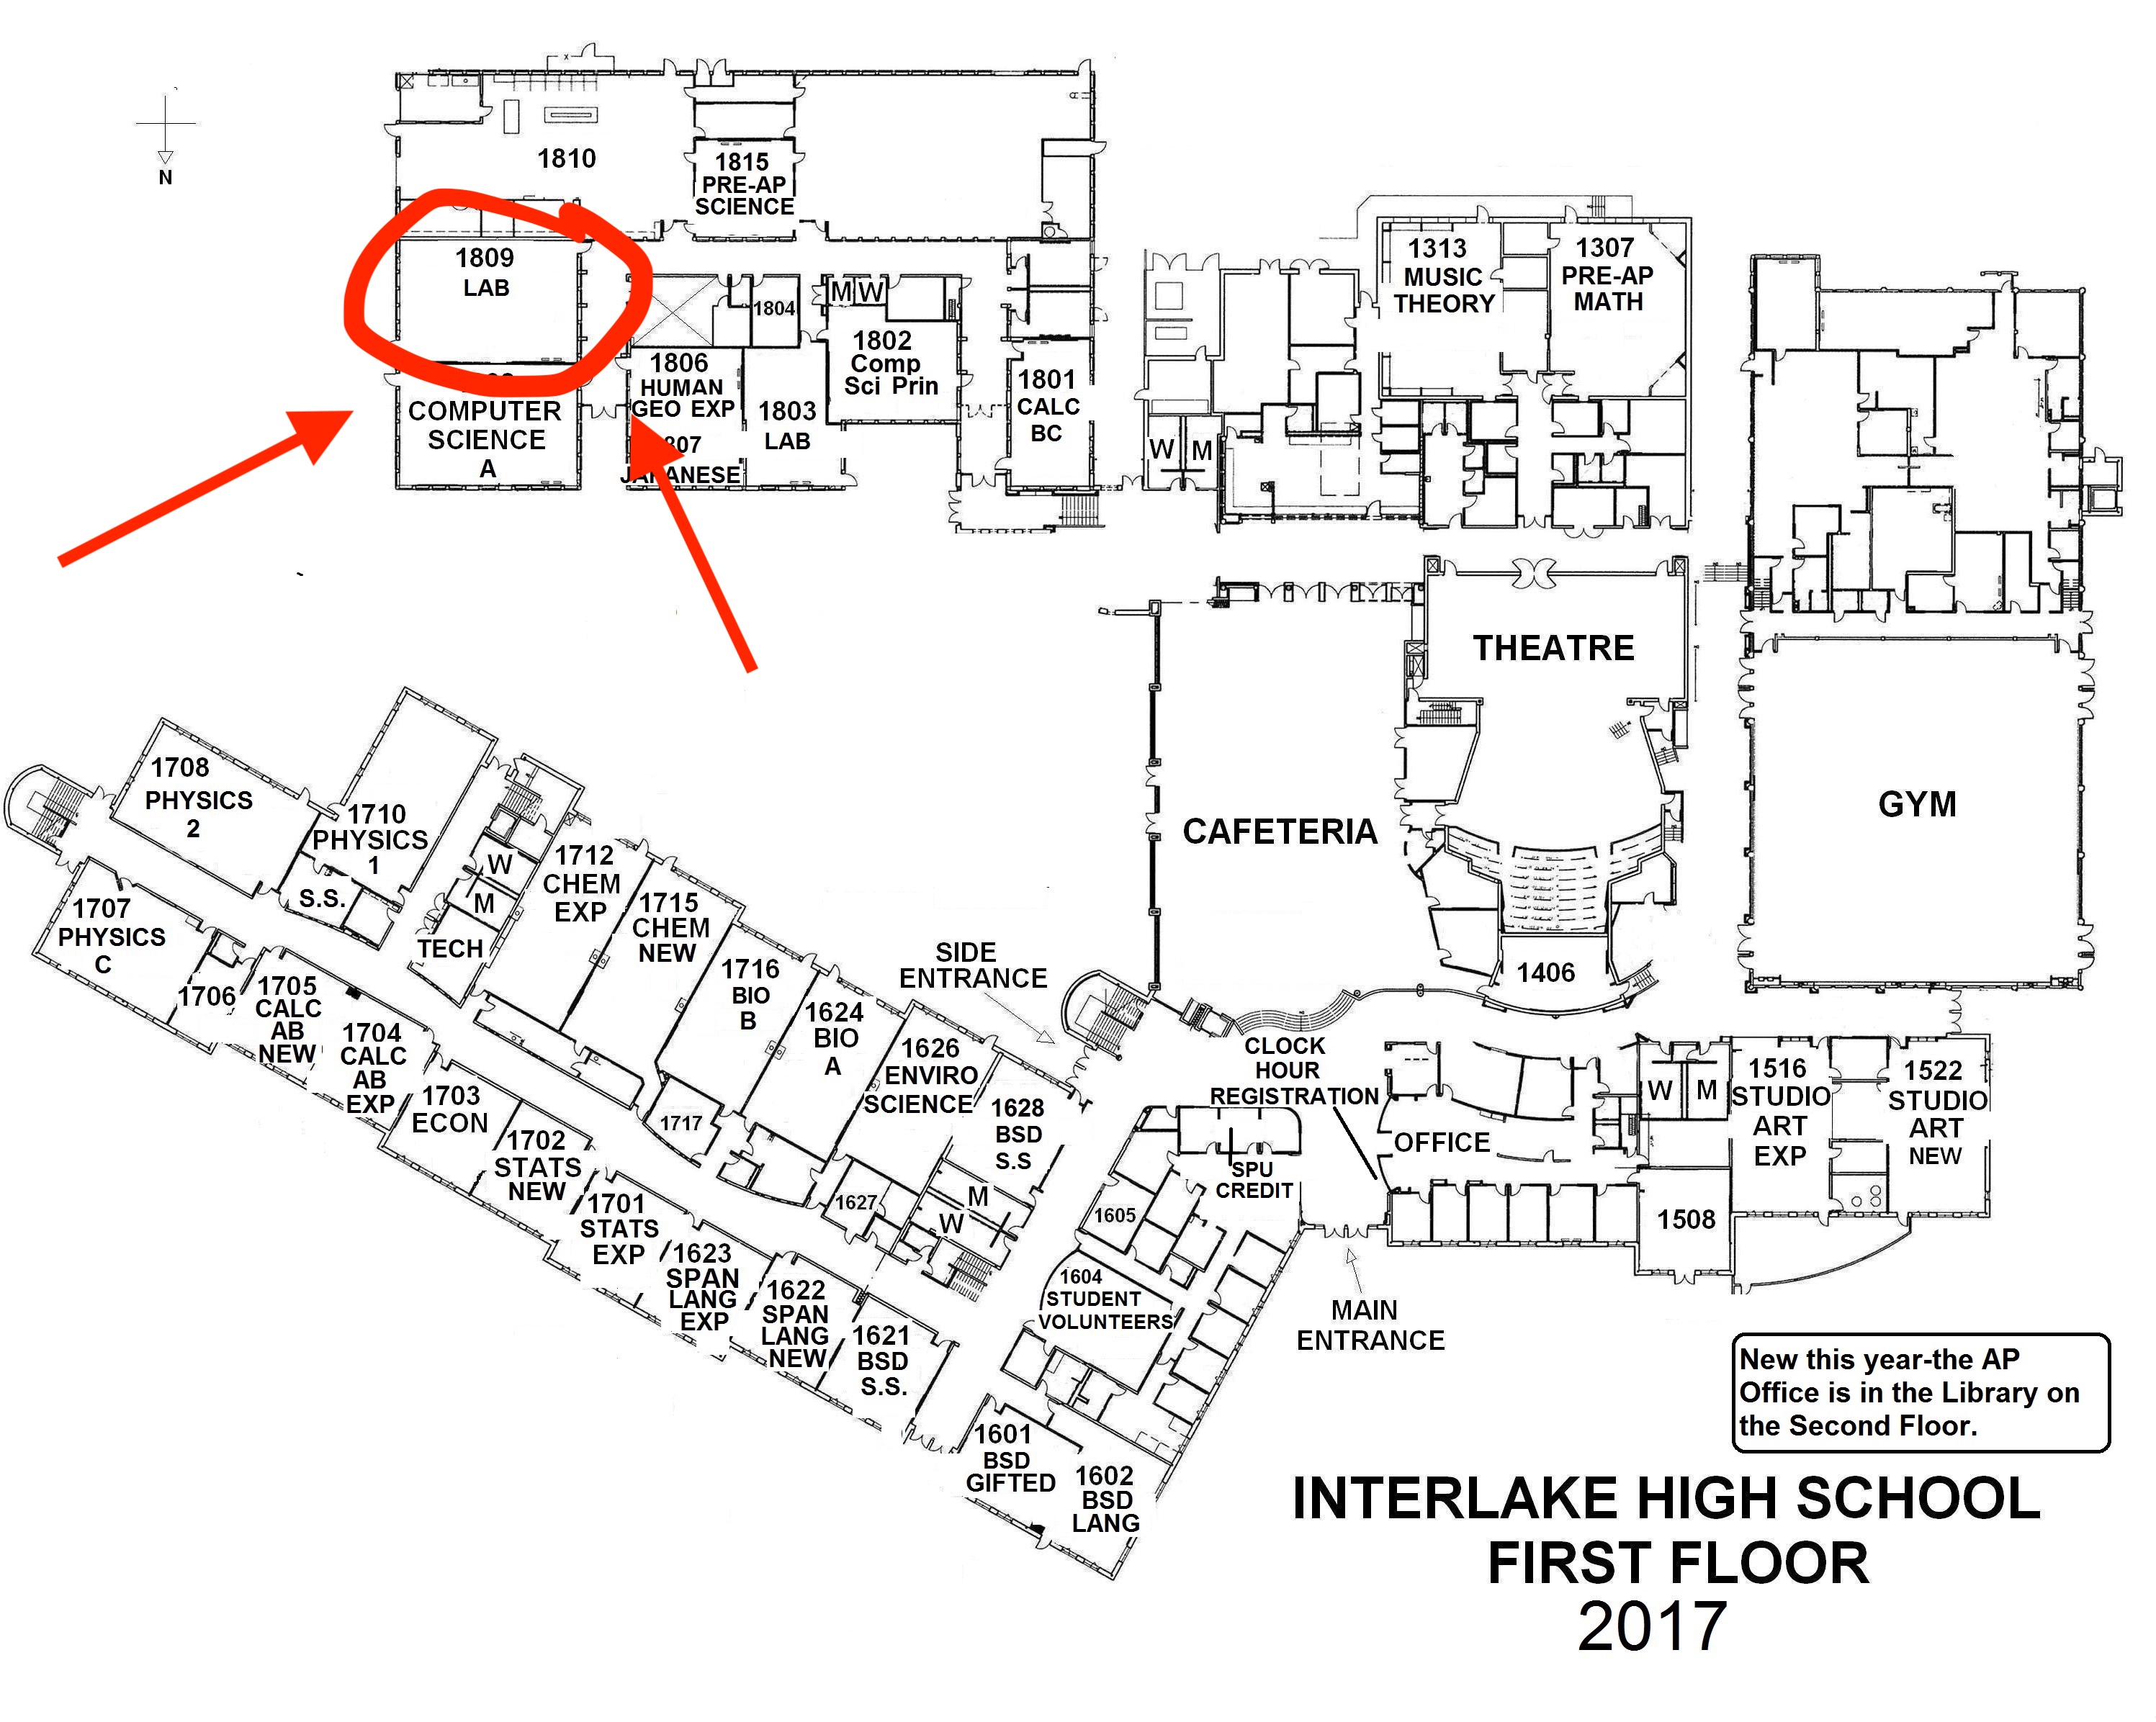 N
1810
1815
PRE-AP
SCIENCE
1809
LAB
1804
M W
1802
Comp
Sci Prin
1806
HUMAN
GEO EXP
1803
LAB
1801
CALC
BC
COMPUTER
SCIENCE
A
JAPANESE
1313
MUSIC
THEORY
1307
PRE-AP
MATH
W
M
THEATRE
CAFETERIA
GYM
1406
1708
PHYSICS
2
1710
PHYSICS
1
S.S.
W
M
TECH
1707
PHYSICS
C
1706
1705
CALC
AB
NEW
1704
CALC
AB
EXP
1703
ECON
1702
STATS
NEW
1701
STATS
EXP
1712
CHEM
EXP
1715
CHEM
NEW
1716
BIO
B
1717
1624
BIO
A
1626
ENVIRO
SCIENCE
1628
BSD
S.S
1627
M
W
1623
SPAN
LANG
EXP
1622
SPAN
LANG
NEW
1621
BSD
S.S.
SIDE
ENTRANCE
CLOCK
HOUR
REGISTRATION
OFFICE
W
M
1516
STUDIO
ART
EXP
1522
STUDIO
ART
NEW
1508
SPU
CREDIT
1605
1604
STUDENT
VOLUNTEERS
1601
BSD
GIFTED
1602
BSD
LANG
MAIN
ENTRANCE
New this year-the AP
Office is in the Library on
the Second Floor.
INTERLAKE HIGH SCHOOL
FIRST FLOOR
2017